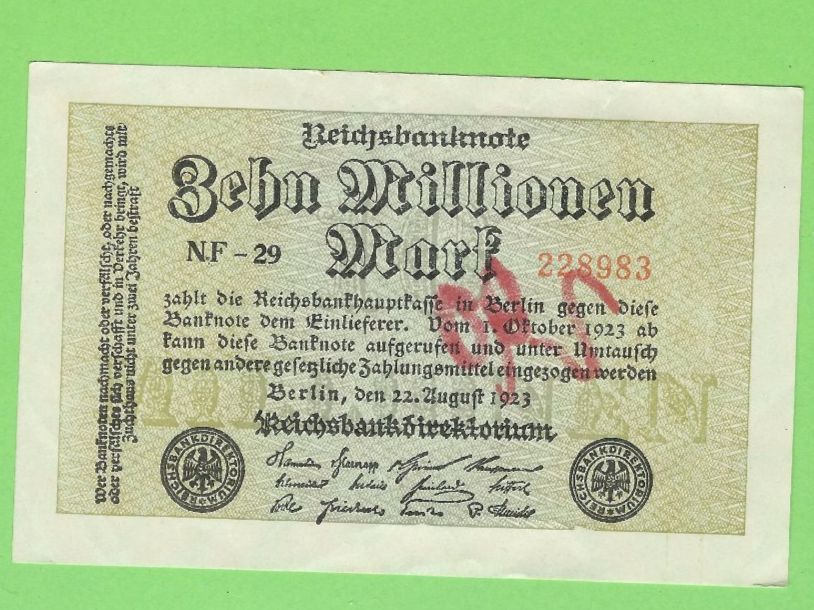 Reichsbanknote
Zehn Millionen
Mark
NF - 29
228983
zahlt die Reichsbankhauptkasse in Berlin gegen diese
Banknote dem Einlieferer. Vom 1. Oktober 1923 ab
kann diese Banknote aufgerufen und unter Umtausch
gegen andere gesetzliche Zahlungsmittel eingezogen werden
Berlin, den 22. August 1923
Reichsbankdirektorium
REICHSBANKDIREKTORIUM
REICHSBANKDIREKTORIUM
Wer Banknoten nachmacht oder verfälscht, oder nachgemachte
oder verfälschte sich verschafft und in Verkehr bringt, wird mit
Zuchthaus nicht unter zwei Jahren bestraft